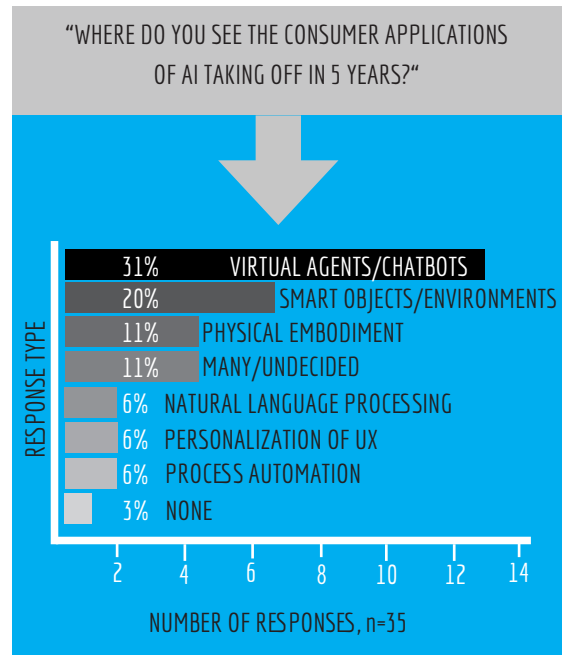 “WHERE DO YOU SEE THE CONSUMER APPLICATIONS
OF AI TAKING OFF IN 5 YEARS?“
RESPONSE TYPE
31% VIRTUAL AGENTS/CHATBOTS
20% SMART OBJECTS/ENVIRONMENTS
11% PHYSICAL EMBODIMENT
11% MANY/UNDECIDED
6% NATURAL LANGUAGE PROCESSING
6% PERSONALIZATION OF UX
6% PROCESS AUTOMATION
3% NONE
2 4 6 8 10 12 14
NUMBER OF RESPONSES, n=35